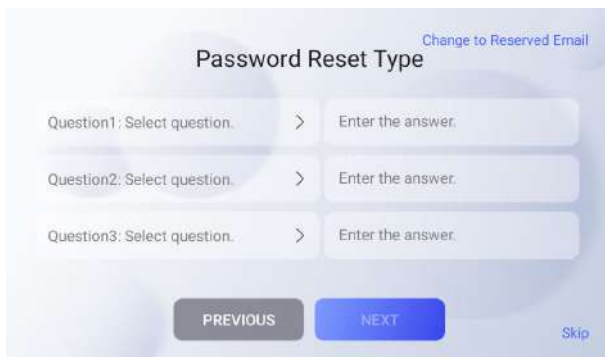 Change to Reserved Email
Password Reset Type
Question1: Select question.
Enter the answer.
Question2: Select question.
Enter the answer.
Question3: Select question.
Enter the answer.
PREVIOUS
NEXT
Skip